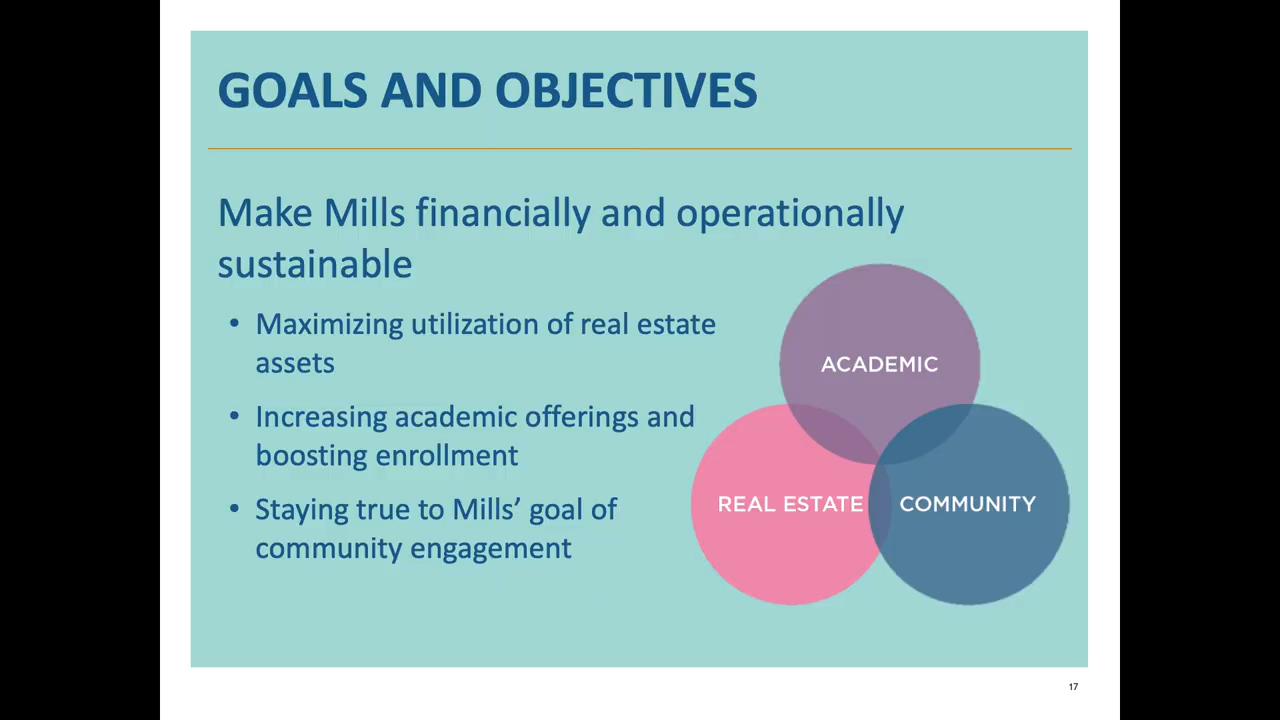 GOALS AND OBJECTIVES
Make Mills financially and operationally
sustainable
• Maximizing utilization of real estate
assets
• Increasing academic offerings and
boosting enrollment
• Staying true to Mills’ goal of
community engagement
ACADEMIC
REAL ESTATE
COMMUNITY
17